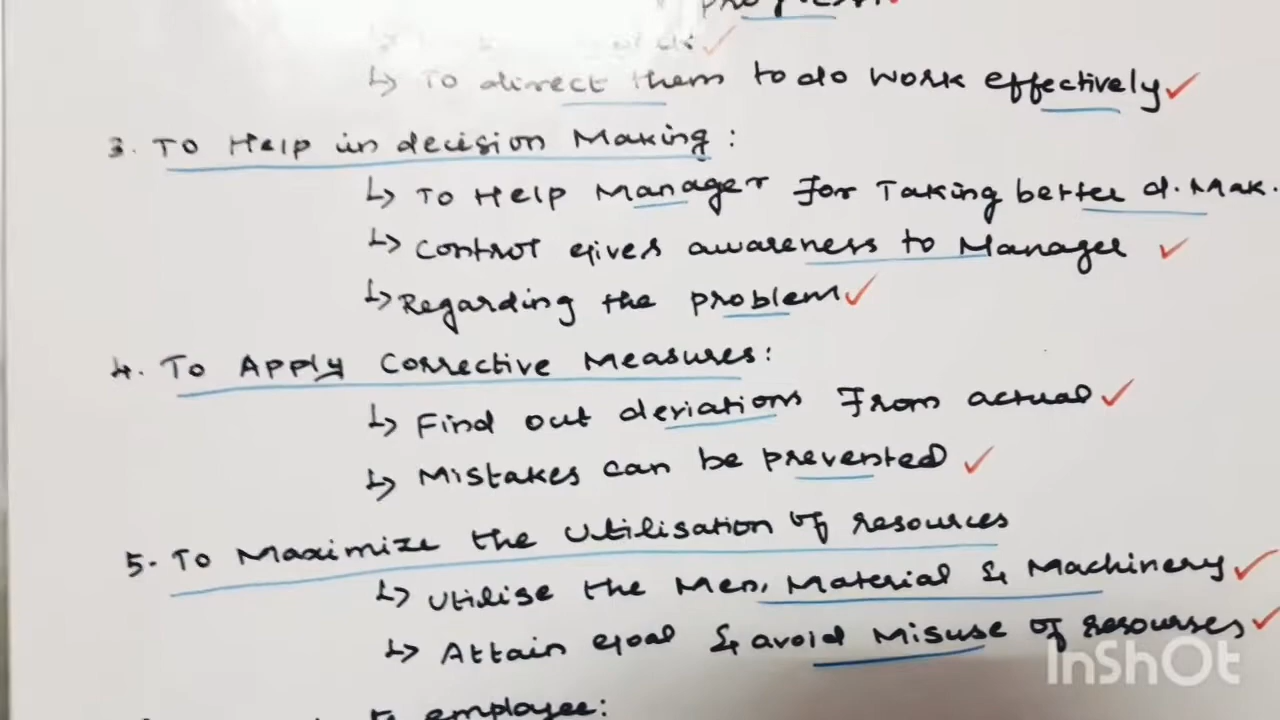 ↳ To direct them to do work effectively ✓
3. To Help in decision Making:
↳ To Help Manager for Taking better d. Mak.
↳ Control gives awareness to Manager ✓
↳ Regarding the problem ✓
4. To Apply Corrective Measures:
↳ Find out deviations From actual ✓
↳ Mistakes can be prevented ✓
5. To Maximize the Utilisation of resources
↳ Utilise the Men, Material & Machinery ✓
↳ Attain goal & avoid Misuse of resourses ✓
employee:
InShOt